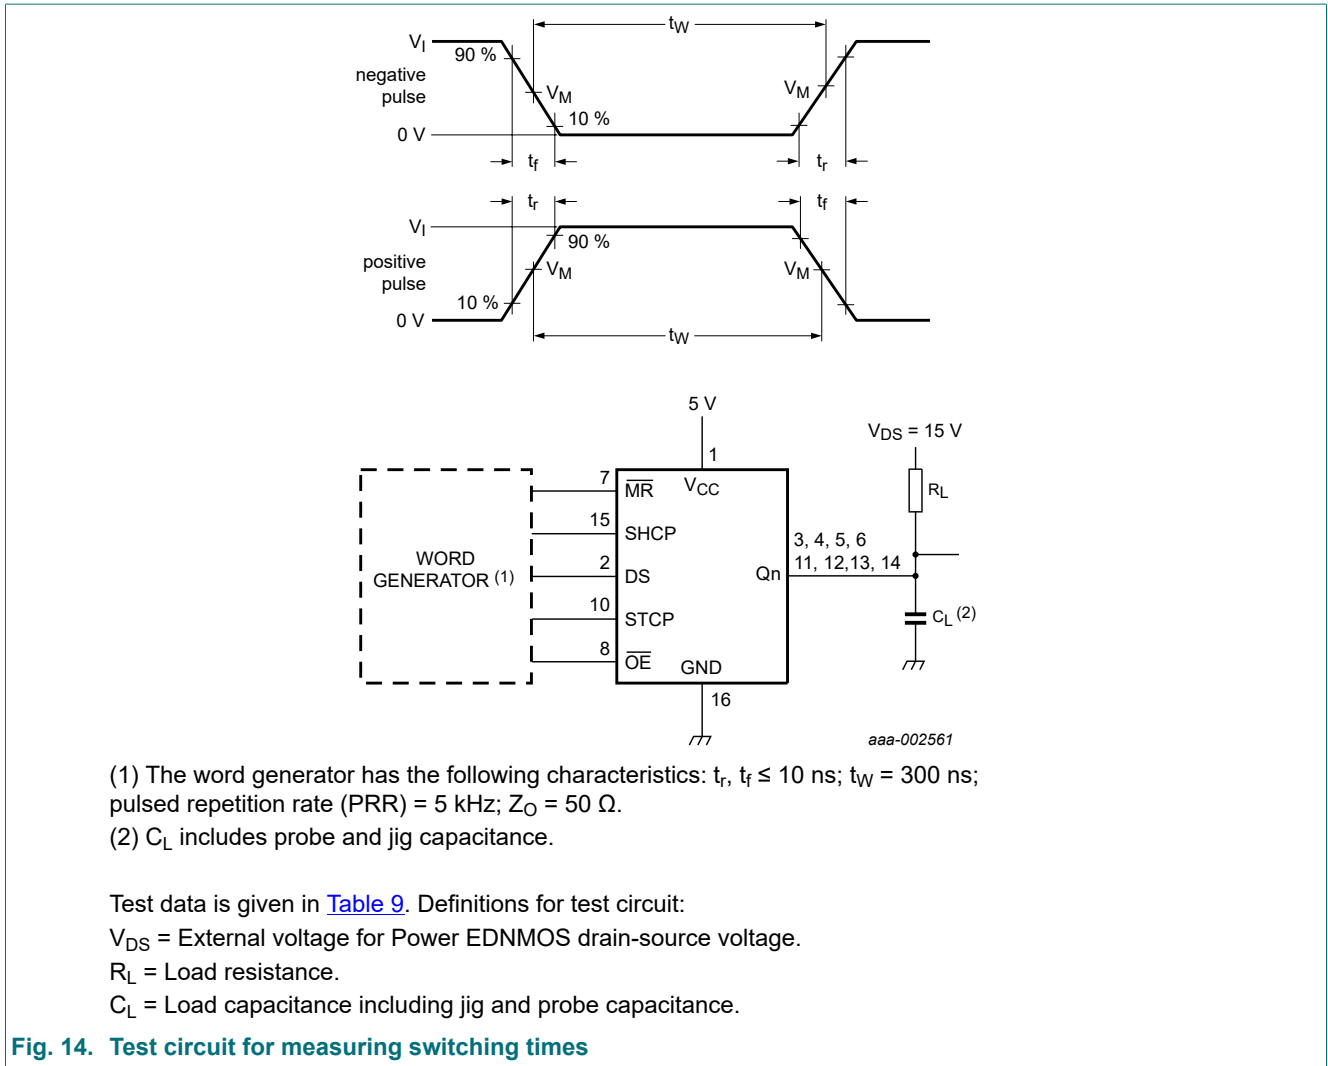 tW
VI
90 %
negative
pulse
VM
VM
10 %
0 V
tf
tr
tr
tf
VI
90 %
positive
pulse
VM
VM
10 %
0 V
tW
5 V
VDS = 15 V
1
7
MR
VCC
RL
15
SHCP
3, 4, 5, 6
WORD
GENERATOR (1)
2
DS
Qn
11, 12,13, 14
10
STCP
CL (2)
8
OE
GND
16
aaa-002561
(1) The word generator has the following characteristics: tr, tf ≤ 10 ns; tW = 300 ns;
pulsed repetition rate (PRR) = 5 kHz; ZO = 50 Ω.
(2) CL includes probe and jig capacitance.
Test data is given in Table 9. Definitions for test circuit:
VDS = External voltage for Power EDNMOS drain-source voltage.
RL = Load resistance.
CL = Load capacitance including jig and probe capacitance.
Fig. 14. Test circuit for measuring switching times